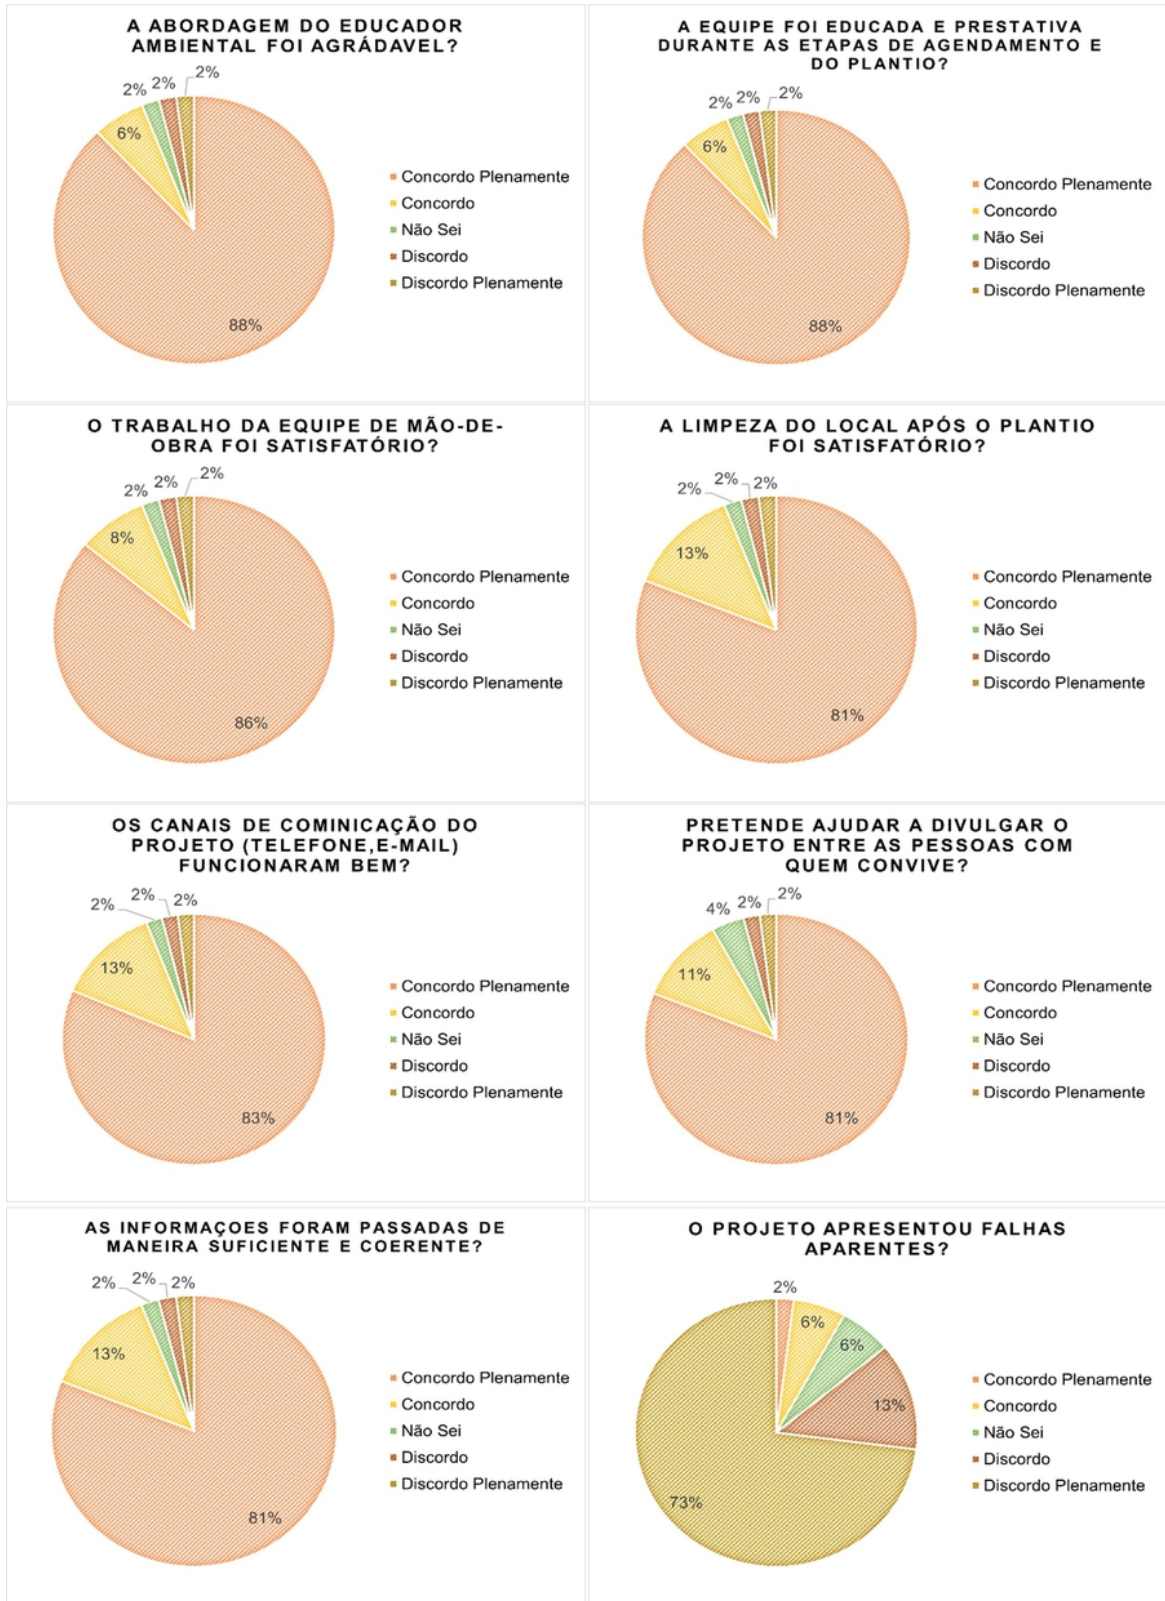 A ABORDAGEM DO EDUCADOR
AMBIENTAL FOI AGRÁDAVEL?
2%
2%
2%
6%
88%
Concordo Plenamente
Concordo
Não Sei
Discordo
Discordo Plenamente
A EQUIPE FOI EDUCADA E PRESTATIVA
DURANTE AS ETAPAS DE AGENDAMENTO E
DO PLANTIO?
2%
2%
2%
6%
88%
Concordo Plenamente
Concordo
Não Sei
Discordo
Discordo Plenamente
O TRABALHO DA EQUIPE DE MÃO-DE-
OBRA FOI SATISFATÓRIO?
2%
2%
2%
8%
86%
Concordo Plenamente
Concordo
Não Sei
Discordo
Discordo Plenamente
A LIMPEZA DO LOCAL APÓS O PLANTIO
FOI SATISFATÓRIO?
2%
2%
2%
13%
81%
Concordo Plenamente
Concordo
Não Sei
Discordo
Discordo Plenamente
OS CANAIS DE COMINICAÇÃO DO
PROJETO (TELEFONE,E-MAIL)
FUNCIONARAM BEM?
2%
2%
2%
13%
83%
Concordo Plenamente
Concordo
Não Sei
Discordo
Discordo Plenamente
PRETENDE AJUDAR A DIVULGAR O
PROJETO ENTRE AS PESSOAS COM
QUEM CONVIVE?
4%
2%
2%
11%
81%
Concordo Plenamente
Concordo
Não Sei
Discordo
Discordo Plenamente
AS INFORMAÇOES FORAM PASSADAS DE
MANEIRA SUFICIENTE E COERENTE?
2%
2%
2%
13%
81%
Concordo Plenamente
Concordo
Não Sei
Discordo
Discordo Plenamente
O PROJETO APRESENTOU FALHAS
APARENTES?
2%
6%
6%
13%
73%
Concordo Plenamente
Concordo
Não Sei
Discordo
Discordo Plenamente